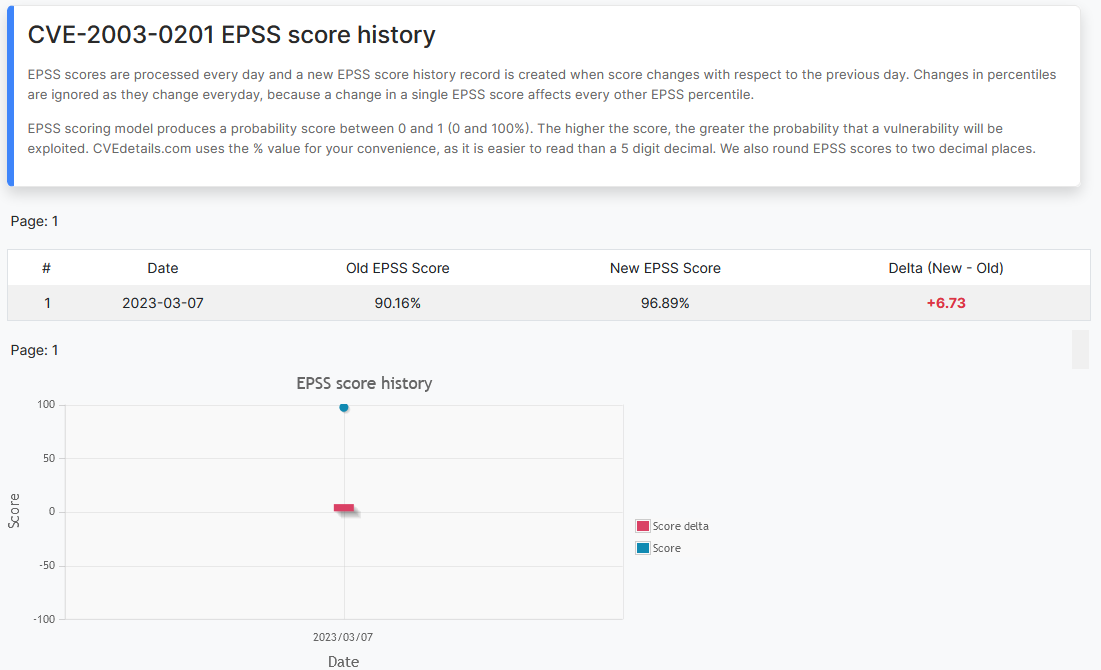 CVE-2003-0201 EPSS score history
EPSS scores are processed every day and a new EPSS score history record is created when score changes with respect to the previous day. Changes in percentiles
are ignored as they change everyday, because a change in a single EPSS score affects every other EPSS percentile.
EPSS scoring model produces a probability score between 0 and 1 (0 and 100%). The higher the score, the greater the probability that a vulnerability will be
exploited. CVEdetails.com uses the % value for your convenience, as it is easier to read than a 5 digit decimal. We also round EPSS scores to two decimal places.
Page: 1
# Date Old EPSS Score New EPSS Score Delta (New - Old)
1 2023-03-07 90.16% 96.89% +6.73
Page: 1
EPSS score history
100
50
0
-50
-100
Score
2023/03/07
Date
Score delta
Score